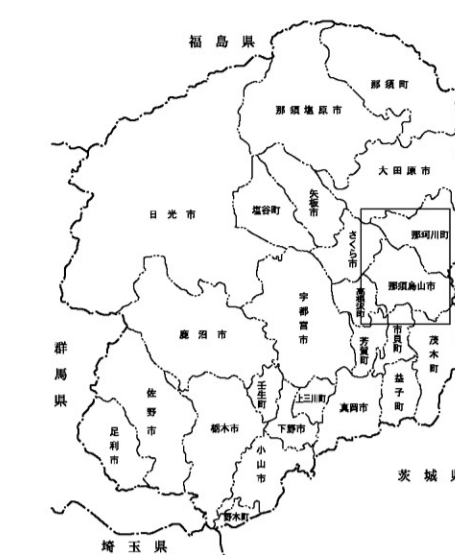 福島県
那須町
那須塩原市
大田原市
矢板市
塩谷町
日光市
さくら市
那珂川町
那須烏山市
高根沢町
宇都宮市
鹿沼市
市貝町
茂木町
芳賀町
群馬県
益子町
壬生町
上三川町
佐野市
真岡市
栃木市
下野市
足利市
小山市
茨城県
野木町
埼玉県